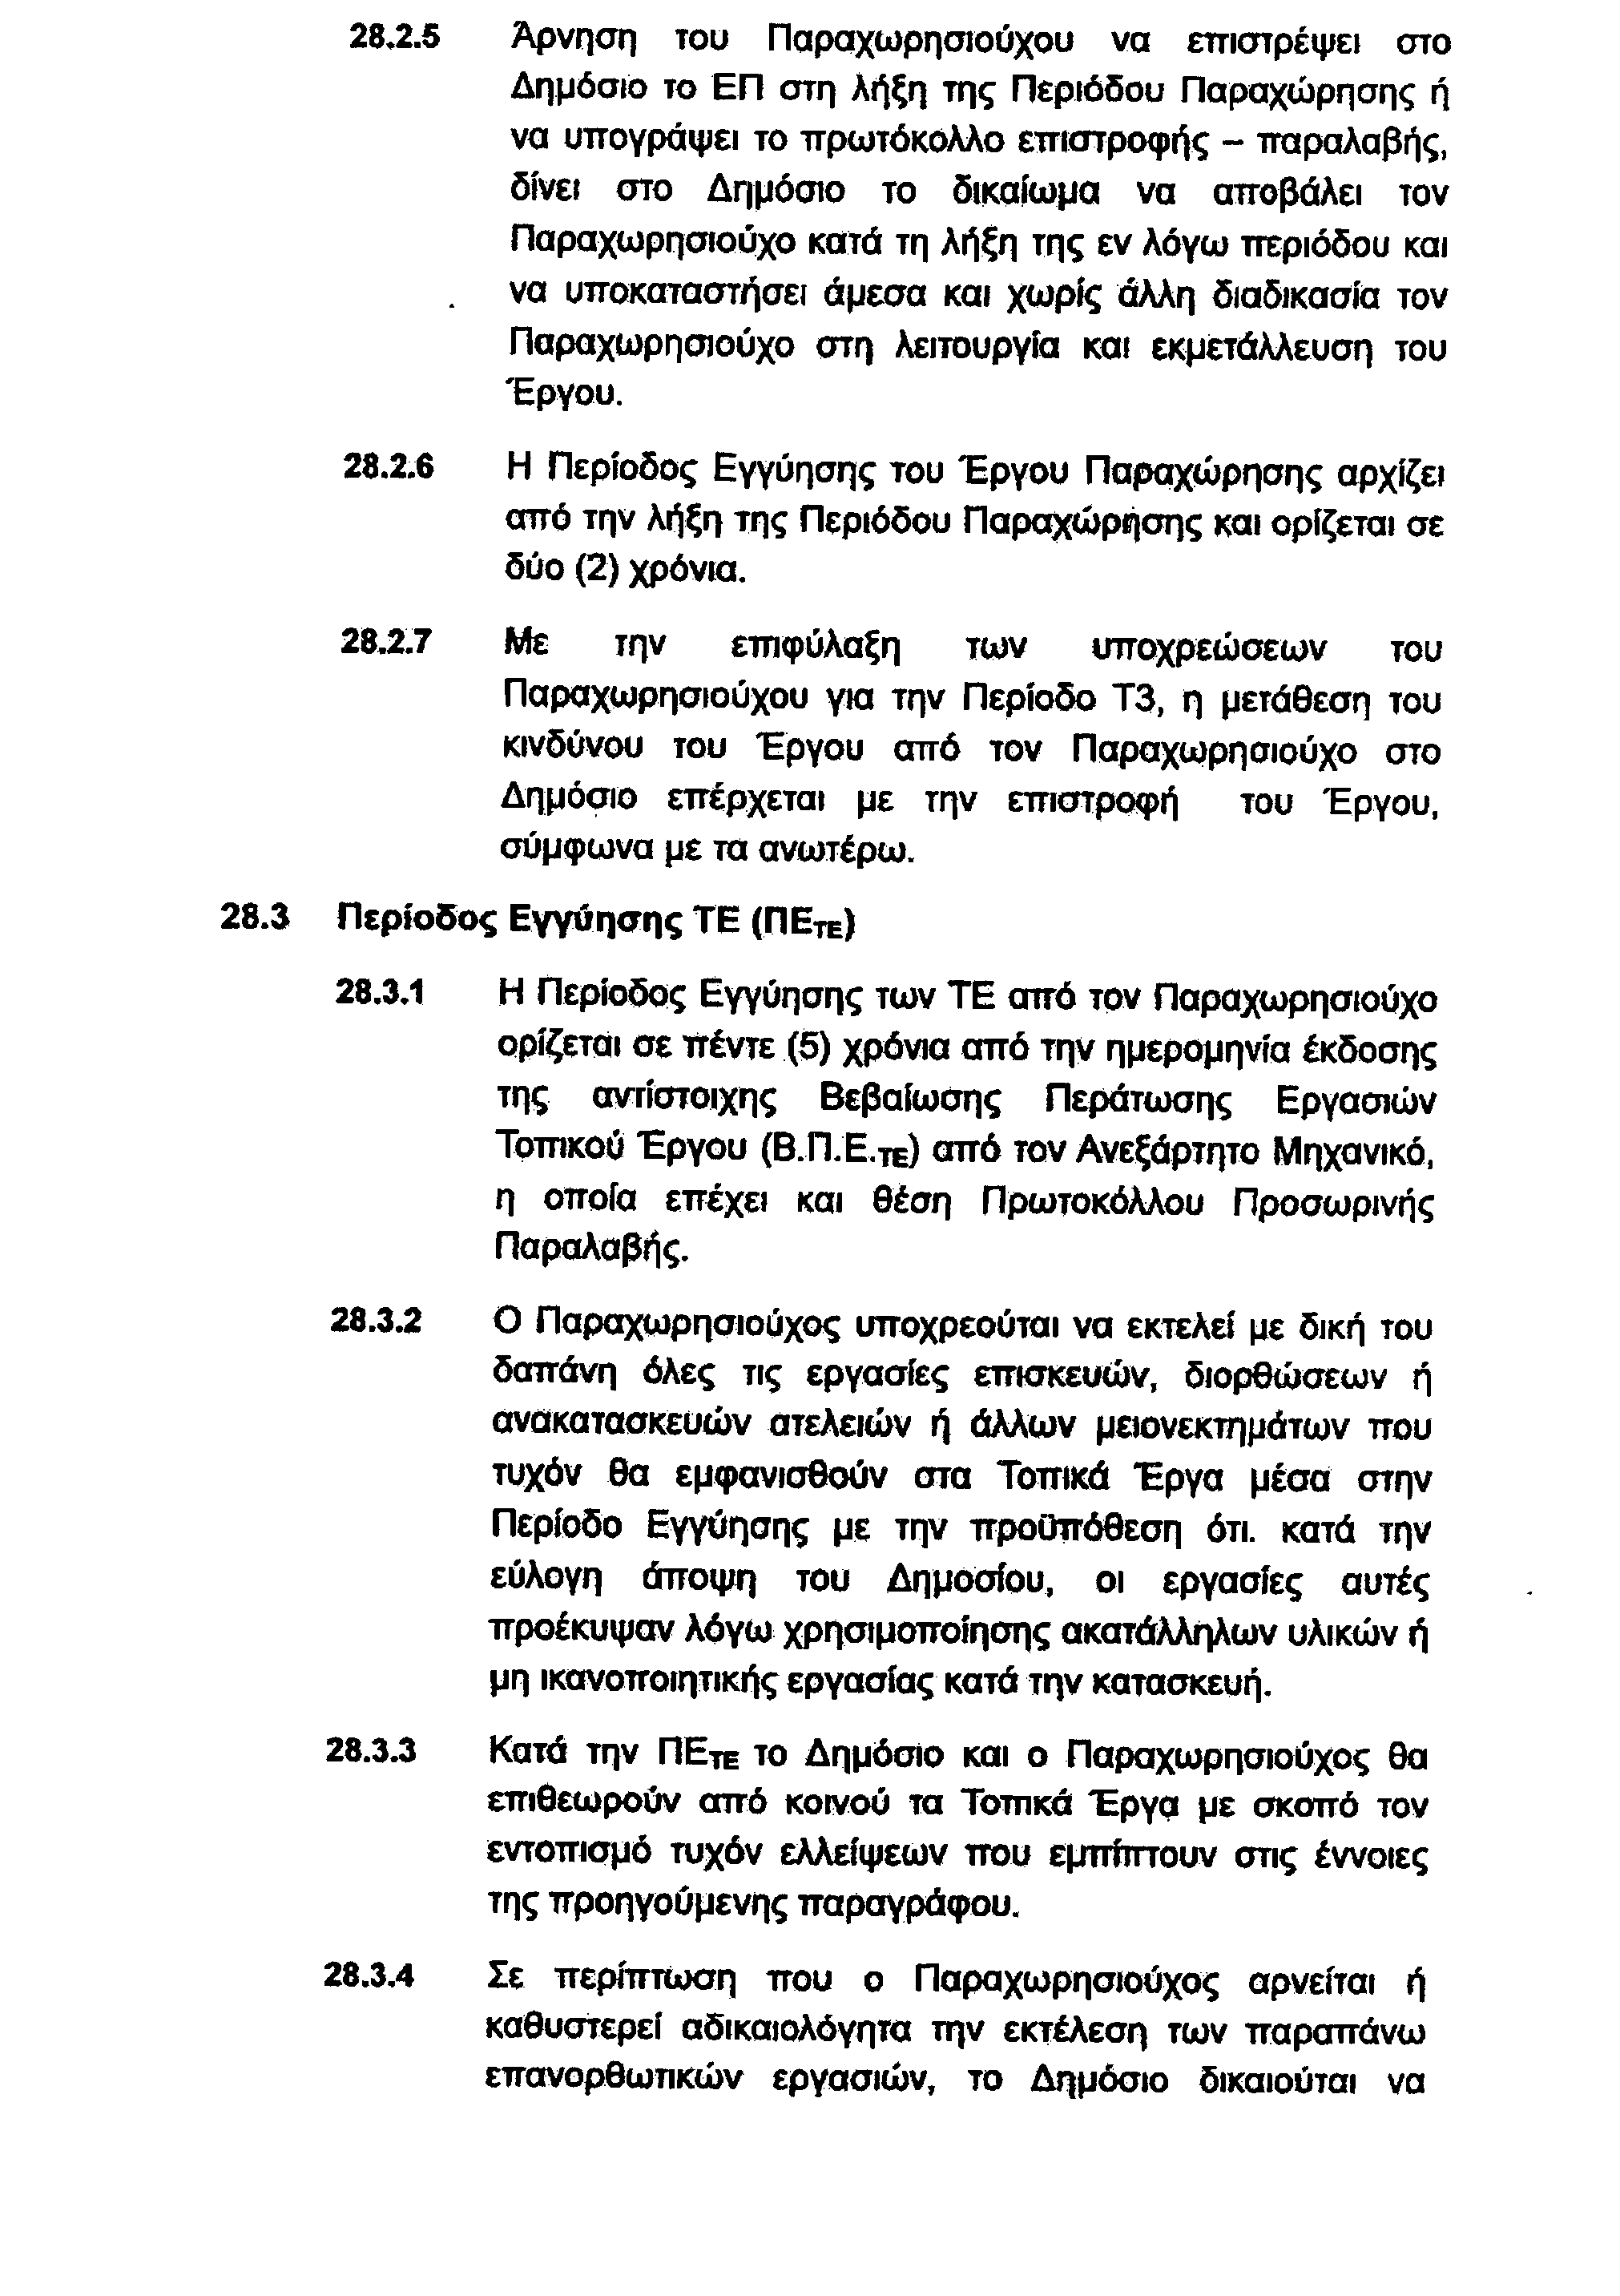 28.2.5 Άρνηση του Παραχωρησιούχου να επιστρέψει στο
Δημόσιο το ΕΠ στη λήξη της Περιόδου Παραχώρησης ή
να υπογράψει το πρωτόκολλο επιστροφής – παραλαβής,
δίνει στο Δημόσιο το δικαίωμα να αποβάλει τον
Παραχωρησιούχο κατά τη λήξη της εν λόγω περιόδου και
να υποκαταστήσει άμεσα και χωρίς άλλη διαδικασία τον
Παραχωρησιούχο στη λειτουργία και εκμετάλλευση του
Έργου.
28.2.6 Η Περίοδος Εγγύησης του Έργου Παραχώρησης αρχίζει
από την λήξη της Περιόδου Παραχώρησης και ορίζεται σε
δύο (2) χρόνια.
28.2.7 Με την επιφύλαξη των υποχρεώσεων του
Παραχωρησιούχου για την Περίοδο Τ3, η μετάθεση του
κινδύνου του Έργου από τον Παραχωρησιούχο στο
Δημόσιο επέρχεται με την επιστροφή του Έργου,
σύμφωνα με τα ανωτέρω.
28.3 Περίοδος Εγγύησης ΤΕ (ΠΕΤΕ)
28.3.1 Η Περίοδος Εγγύησης των ΤΕ από τον Παραχωρησιούχο
ορίζεται σε πέντε (5) χρόνια από την ημερομηνία έκδοσης
της αντίστοιχης Βεβαίωσης Περάτωσης Εργασιών
Τοπικού Έργου (Β.Π.Ε.ΤΕ) από τον Ανεξάρτητο Μηχανικό,
η οποία επέχει και θέση Πρωτοκόλλου Προσωρινής
Παραλαβής.
28.3.2 Ο Παραχωρησιούχος υποχρεούται να εκτελεί με δική του
δαπάνη όλες τις εργασίες επισκευών, διορθώσεων ή
ανακατασκευών ατελειών ή άλλων μειονεκτημάτων που
τυχόν θα εμφανισθούν στα Τοπικά Έργα μέσα στην
Περίοδο Εγγύησης με την προϋπόθεση ότι. κατά την
εύλογη άποψη του Δημοσίου, οι εργασίες αυτές
προέκυψαν λόγω χρησιμοποίησης ακατάλληλων υλικών ή
μη ικανοποιητικής εργασίας κατά την κατασκευή.
28.3.3 Κατά την ΠΕΤΕ το Δημόσιο και ο Παραχωρησιούχος θα
επιθεωρούν από κοινού τα Τοπικά Έργα με σκοπό τον
εντοπισμό τυχόν ελλείψεων που εμπίπτουν στις έννοιες
της προηγούμενης παραγράφου.
28.3.4 Σε περίπτωση που ο Παραχωρησιούχος αρνείται ή
καθυστερεί αδικαιολόγητα την εκτέλεση των παραπάνω
επανορθωτικών εργασιών, το Δημόσιο δικαιούται να